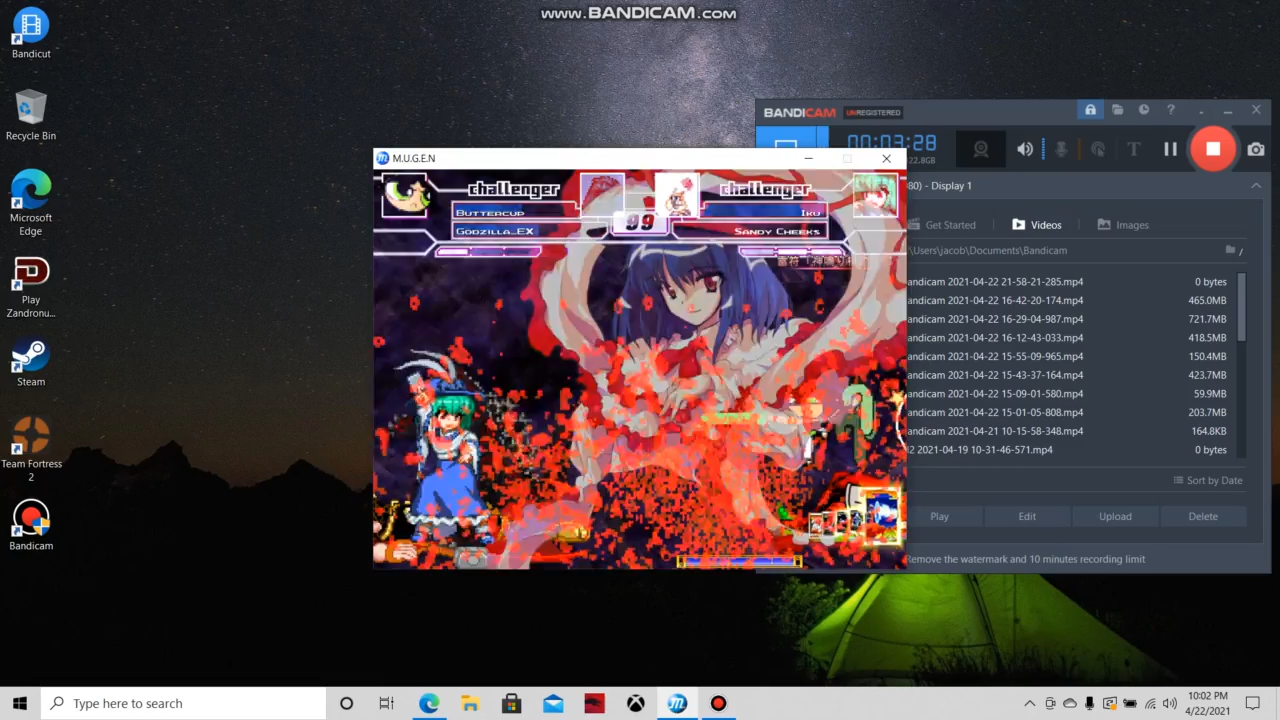 www.BANDICAM.com
Bandicut
Recycle Bin
Microsoft
Edge
Play
Zandronu...
Steam
Team Fortress
2
Bandicam
M.U.G.E.N
challenger
challenger
Buttercup
Iku
Godzilla_EX
Sandy Cheeks
99
BANDICAM
UNREGISTERED
00:03:28
22.8GB
80) - Display 1
Get Started
Videos
Images
\Users\jacob\Documents\Bandicam
andicam 2021-04-22 21-58-21-285.mp4 0 bytes
andicam 2021-04-22 16-42-20-174.mp4 465.0MB
andicam 2021-04-22 16-29-04-987.mp4 721.7MB
andicam 2021-04-22 16-12-43-033.mp4 418.5MB
andicam 2021-04-22 15-55-09-965.mp4 150.4MB
andicam 2021-04-22 15-43-37-164.mp4 423.7MB
andicam 2021-04-22 15-09-01-580.mp4 59.9MB
andicam 2021-04-22 15-01-05-808.mp4 203.7MB
andicam 2021-04-21 10-15-58-348.mp4 164.8KB
2021-04-19 10-31-46-571.mp4 0 bytes
Sort by Date
Play Edit Upload Delete
Remove the watermark and 10 minutes recording limit
Type here to search
10:02 PM
4/22/2021